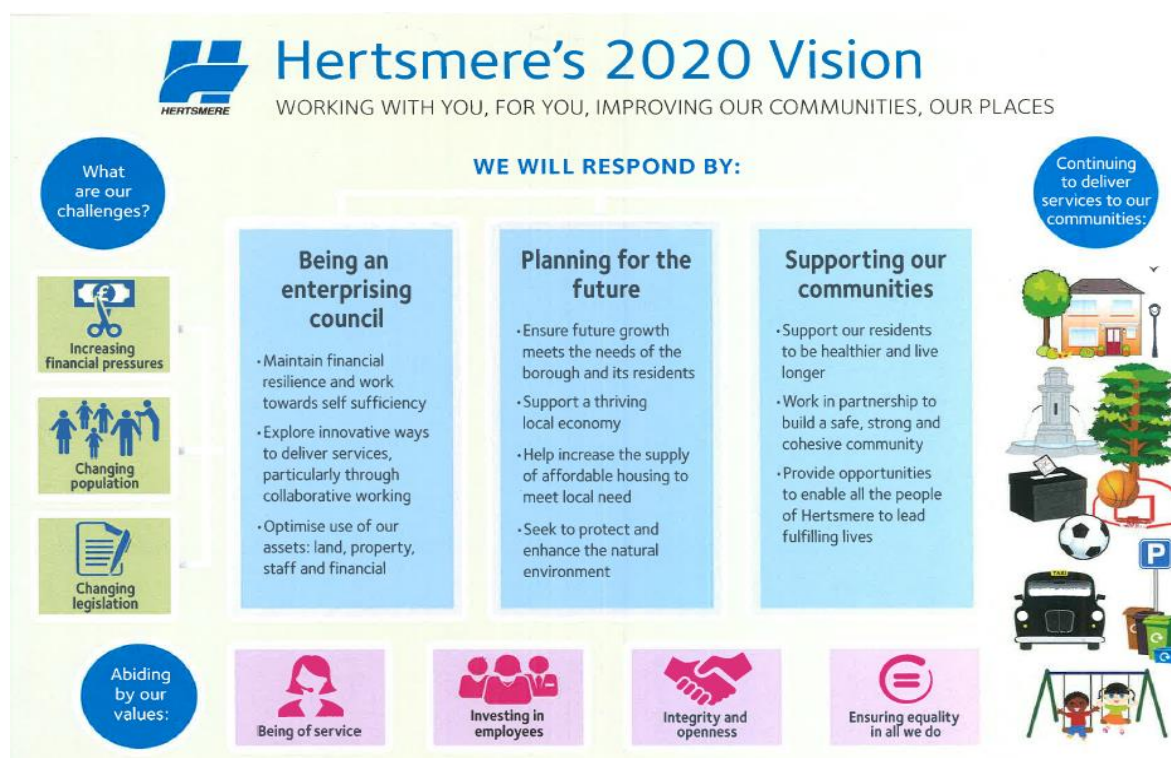 Hertsmere's 2020 Vision
HERTSMERE
WORKING WITH YOU, FOR YOU, IMPROVING OUR COMMUNITIES, OUR PLACES
What
are our
challenges?
WE WILL RESPOND BY:
Continuing
to deliver
services to our
communities:
Increasing
financial pressures
Changing
population
Changing
legislation
Being an
enterprising
council
·Maintain financial
resilience and work
towards self sufficiency
·Explore innovative ways
to deliver services,
particularly through
collaborative working
·Optimise use of our
assets: land, property,
staff and financial
Planning for the
future
·Ensure future growth
meets the needs of the
borough and its residents
·Support a thriving
local economy
·Help increase the supply
of affordable housing to
meet local need
·Seek to protect and
enhance the natural
environment
Supporting our
communities
·Support our residents
to be healthier and live
longer
·Work in partnership to
build a safe, strong and
cohesive community
·Provide opportunities
to enable all the people
of Hertsmere to lead
fulfilling lives
P
TAXI
Abiding
by our
values:
Being of service
Investing in
employees
Integrity and
openness
Ensuring equality
in all we do